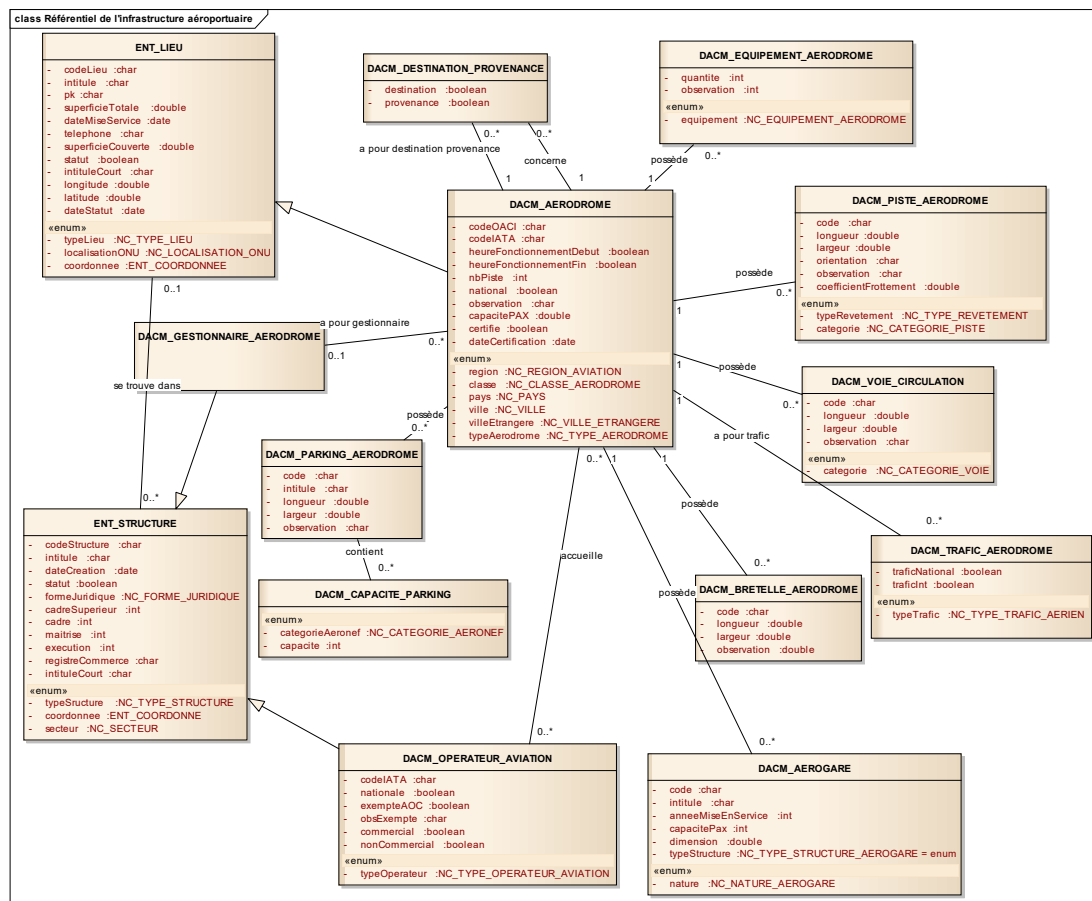 class Référentiel de l'infrastructure aéroportuaire
ENT_LIEU
- codeLieu :char
- intitule :char
- pk :char
- superficieTotale :double
- dateMiseService :date
- telephone :char
- superficieCouverte :double
- statut :boolean
- intituleCourt :char
- longitude :double
- latitude :double
- dateStatut :date
«enum»
- typeLieu :NC_TYPE_LIEU
- localisationONU :NC_LOCALISATION_ONU
- coordonnee :ENT_COORDONNEE
0..1
DACM_DESTINATION_PROVENANCE
- destination :boolean
- provenance :boolean
0..*
0..*
a pour destination provenance
concerne
1
1
DACM_EQUIPEMENT_AERODROME
- quantite :int
- observation :int
«enum»
- equipement :NC_EQUIPEMENT_AERODROME
possède
0..*
1
DACM_AERODROME
- codeOACI :char
- codeIATA :char
- heureFonctionnementDebut :boolean
- heureFonctionnementFin :boolean
- nbPiste :int
- national :boolean
- observation :char
- capacitePAX :double
- certifie :boolean
- dateCertification :date
«enum»
- region :NC_REGION_AVIATION
- classe :NC_CLASSE_AERODROME
- pays :NC_PAYS
- ville :NC_VILLE
- villeEtrangere :NC_VILLE_ETRANGERE
- typeAerodrome :NC_TYPE_AERODROME
DACM_PISTE_AERODROME
- code :char
- longueur :double
- largeur :double
- orientation :char
- observation :char
- coefficientFrottement :double
«enum»
- typeRevetement :NC_TYPE_REVETEMENT
- categorie :NC_CATEGORIE_PISTE
possède
0..*
1
DACM_GESTIONNAIRE_AERODROME
a pour gestionnaire
0..1
0..*
se trouve dans
0..*
DACM_VOIE_CIRCULATION
- code :char
- longueur :double
- largeur :double
- observation :char
«enum»
- categorie :NC_CATEGORIE_VOIE
1
possède
0..*
1
a pour trafic
0..*
possède
0..*
DACM_PARKING_AERODROME
- code :char
- intitule :char
- longueur :double
- largeur :double
- observation :char
contient
0..*
DACM_CAPACITE_PARKING
«enum»
- categorieAeronef :NC_CATEGORIE_AERONEF
- capacite :int
ENT_STRUCTURE
- codeStructure :char
- intitule :char
- dateCreation :date
- statut :boolean
- formeJuridique :NC_FORME_JURIDIQUE
- cadreSuperieur :int
- cadre :int
- maitrise :int
- execution :int
- registreCommerce :char
- intituleCourt :char
«enum»
- typeSructure :NC_TYPE_STRUCTURE
- coordonnee :ENT_COORDONNE
- secteur :NC_SECTEUR
0..*
1
1
accueille
possède
possède
0..*
0..*
0..*
DACM_TRAFIC_AERODROME
- traficNational :boolean
- traficInt :boolean
«enum»
- typeTrafic :NC_TYPE_TRAFIC_AERIEN
DACM_BRETELLE_AERODROME
- code :char
- longueur :double
- largeur :double
- observation :double
DACM_OPERATEUR_AVIATION
- codeIATA :char
- nationale :boolean
- exempteAOC :boolean
- obsExempte :char
- commercial :boolean
- nonCommercial :boolean
«enum»
- typeOperateur :NC_TYPE_OPERATEUR_AVIATION
DACM_AEROGARE
- code :char
- intitule :char
- anneeMiseEnService :int
- capacitePax :int
- dimension :double
- typeStructure :NC_TYPE_STRUCTURE_AEROGARE = enum
«enum»
- nature :NC_NATURE_AEROGARE